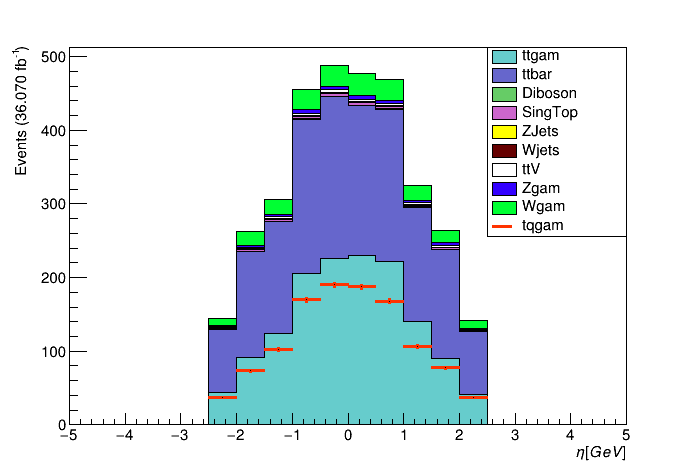 Events (36.070 fb⁻¹)
500
400
300
200
100
0
−5 −4 −3 −2 −1 0 1 2 3 4 5
η[GeV]
ttgam
ttbar
Diboson
SingTop
ZJets
Wjets
ttV
Zgam
Wgam
tqgam